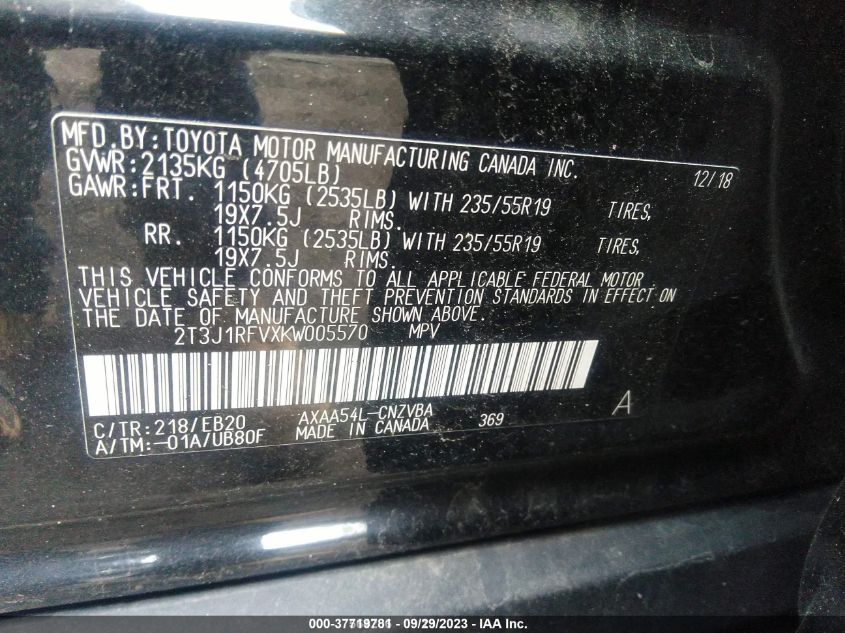 MFD.BY:TOYOTA MOTOR MANUFACTURING CANADA INC. 12/18
GVWR:2135KG (4705LB)
GAWR:FRT. 1150KG (2535LB) WITH 235/55R19 TIRES,
19X7.5J RIMS.
RR. 1150KG (2535LB) WITH 235/55R19 TIRES,
19X7.5J RIMS.
THIS VEHICLE CONFORMS TO ALL APPLICABLE FEDERAL MOTOR
VEHICLE SAFETY AND THEFT PREVENTION STANDARDS IN EFFECT ON
THE DATE OF MANUFACTURE SHOWN ABOVE.
2T3J1RFVXKW005570 MPV
C/TR:218/EB20 AXAA54L-CNZVBA 369 A
A/TM:-01A/UB80F MADE IN CANADA
000-37719781 - 09/29/2023 - IAA Inc.